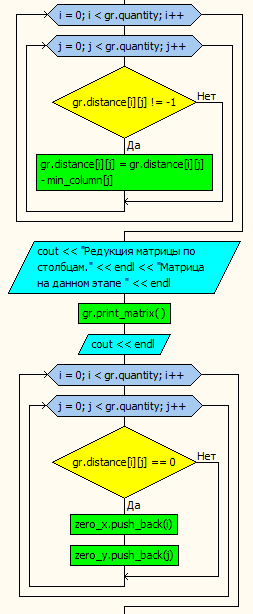 i = 0; i < gr.quantity; i++
j = 0; j < gr.quantity; j++
gr.distance[i][j] != -1
Нет
Да
gr.distance[i][j] = gr.distance[i][j]
- min_column[j]
cout << "Редукция матрицы по
столбцам." << endl << "Матрица
на данном этапе " << endl
gr.print_matrix()
cout << endl
i = 0; i < gr.quantity; i++
j = 0; j < gr.quantity; j++
gr.distance[i][j] == 0
Нет
Да
zero_x.push_back(i)
zero_y.push_back(j)